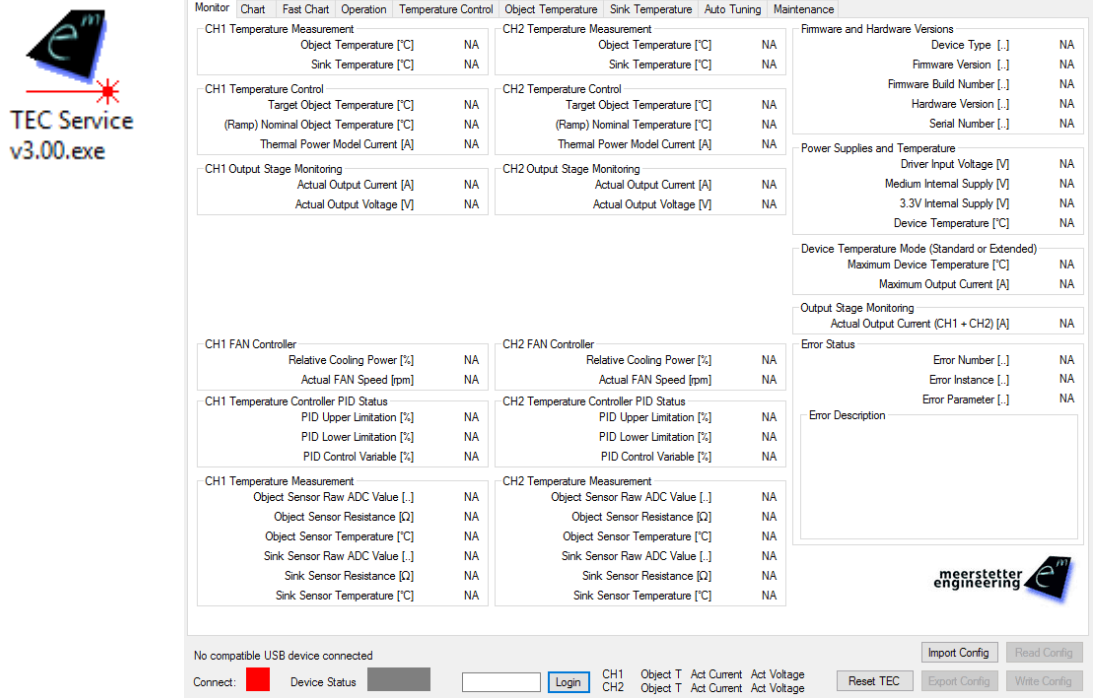 em
TEC Service
v3.00.exe
Monitor Chart Fast Chart Operation Temperature Control Object Temperature Sink Temperature Auto Tuning Maintenance
CH1 Temperature Measurement
Object Temperature [°C] NA
Sink Temperature [°C] NA
CH1 Temperature Control
Target Object Temperature [°C] NA
(Ramp) Nominal Object Temperature [°C] NA
Thermal Power Model Current [A] NA
CH1 Output Stage Monitoring
Actual Output Current [A] NA
Actual Output Voltage [V] NA
CH1 FAN Controller
Relative Cooling Power [%] NA
Actual FAN Speed [rpm] NA
CH1 Temperature Controller PID Status
PID Upper Limitation [%] NA
PID Lower Limitation [%] NA
PID Control Variable [%] NA
CH1 Temperature Measurement
Object Sensor Raw ADC Value [..] NA
Object Sensor Resistance [Ω] NA
Object Sensor Temperature [°C] NA
Sink Sensor Raw ADC Value [..] NA
Sink Sensor Resistance [Ω] NA
Sink Sensor Temperature [°C] NA
CH2 Temperature Measurement
Object Temperature [°C] NA
Sink Temperature [°C] NA
CH2 Temperature Control
Target Object Temperature [°C] NA
(Ramp) Nominal Temperature [°C] NA
Thermal Power Model Current [A] NA
CH2 Output Stage Monitoring
Actual Output Current [A] NA
Actual Output Voltage [V] NA
CH2 FAN Controller
Relative Cooling Power [%] NA
Actual FAN Speed [rpm] NA
CH2 Temperature Controller PID Status
PID Upper Limitation [%] NA
PID Lower Limitation [%] NA
PID Control Variable [%] NA
CH2 Temperature Measurement
Object Sensor Raw ADC Value [..] NA
Object Sensor Resistance [Ω] NA
Object Sensor Temperature [°C] NA
Sink Sensor Raw ADC Value [..] NA
Sink Sensor Resistance [Ω] NA
Sink Sensor Temperature [°C] NA
Firmware and Hardware Versions
Device Type [..] NA
Firmware Version [..] NA
Firmware Build Number [..] NA
Hardware Version [..] NA
Serial Number [..] NA
Power Supplies and Temperature
Driver Input Voltage [V] NA
Medium Internal Supply [V] NA
3.3V Internal Supply [V] NA
Device Temperature [°C] NA
Device Temperature Mode (Standard or Extended)
Maximum Device Temperature [°C] NA
Maximum Output Current [A] NA
Output Stage Monitoring
Actual Output Current (CH1 + CH2) [A] NA
Error Status
Error Number [..] NA
Error Instance [..] NA
Error Parameter [..] NA
Error Description
meerstetter
engineering
em
No compatible USB device connected
Connect: Device Status Login
CH1 Object T Act Current Act Voltage
CH2 Object T Act Current Act Voltage
Import Config Read Config
Reset TEC Export Config Write Config